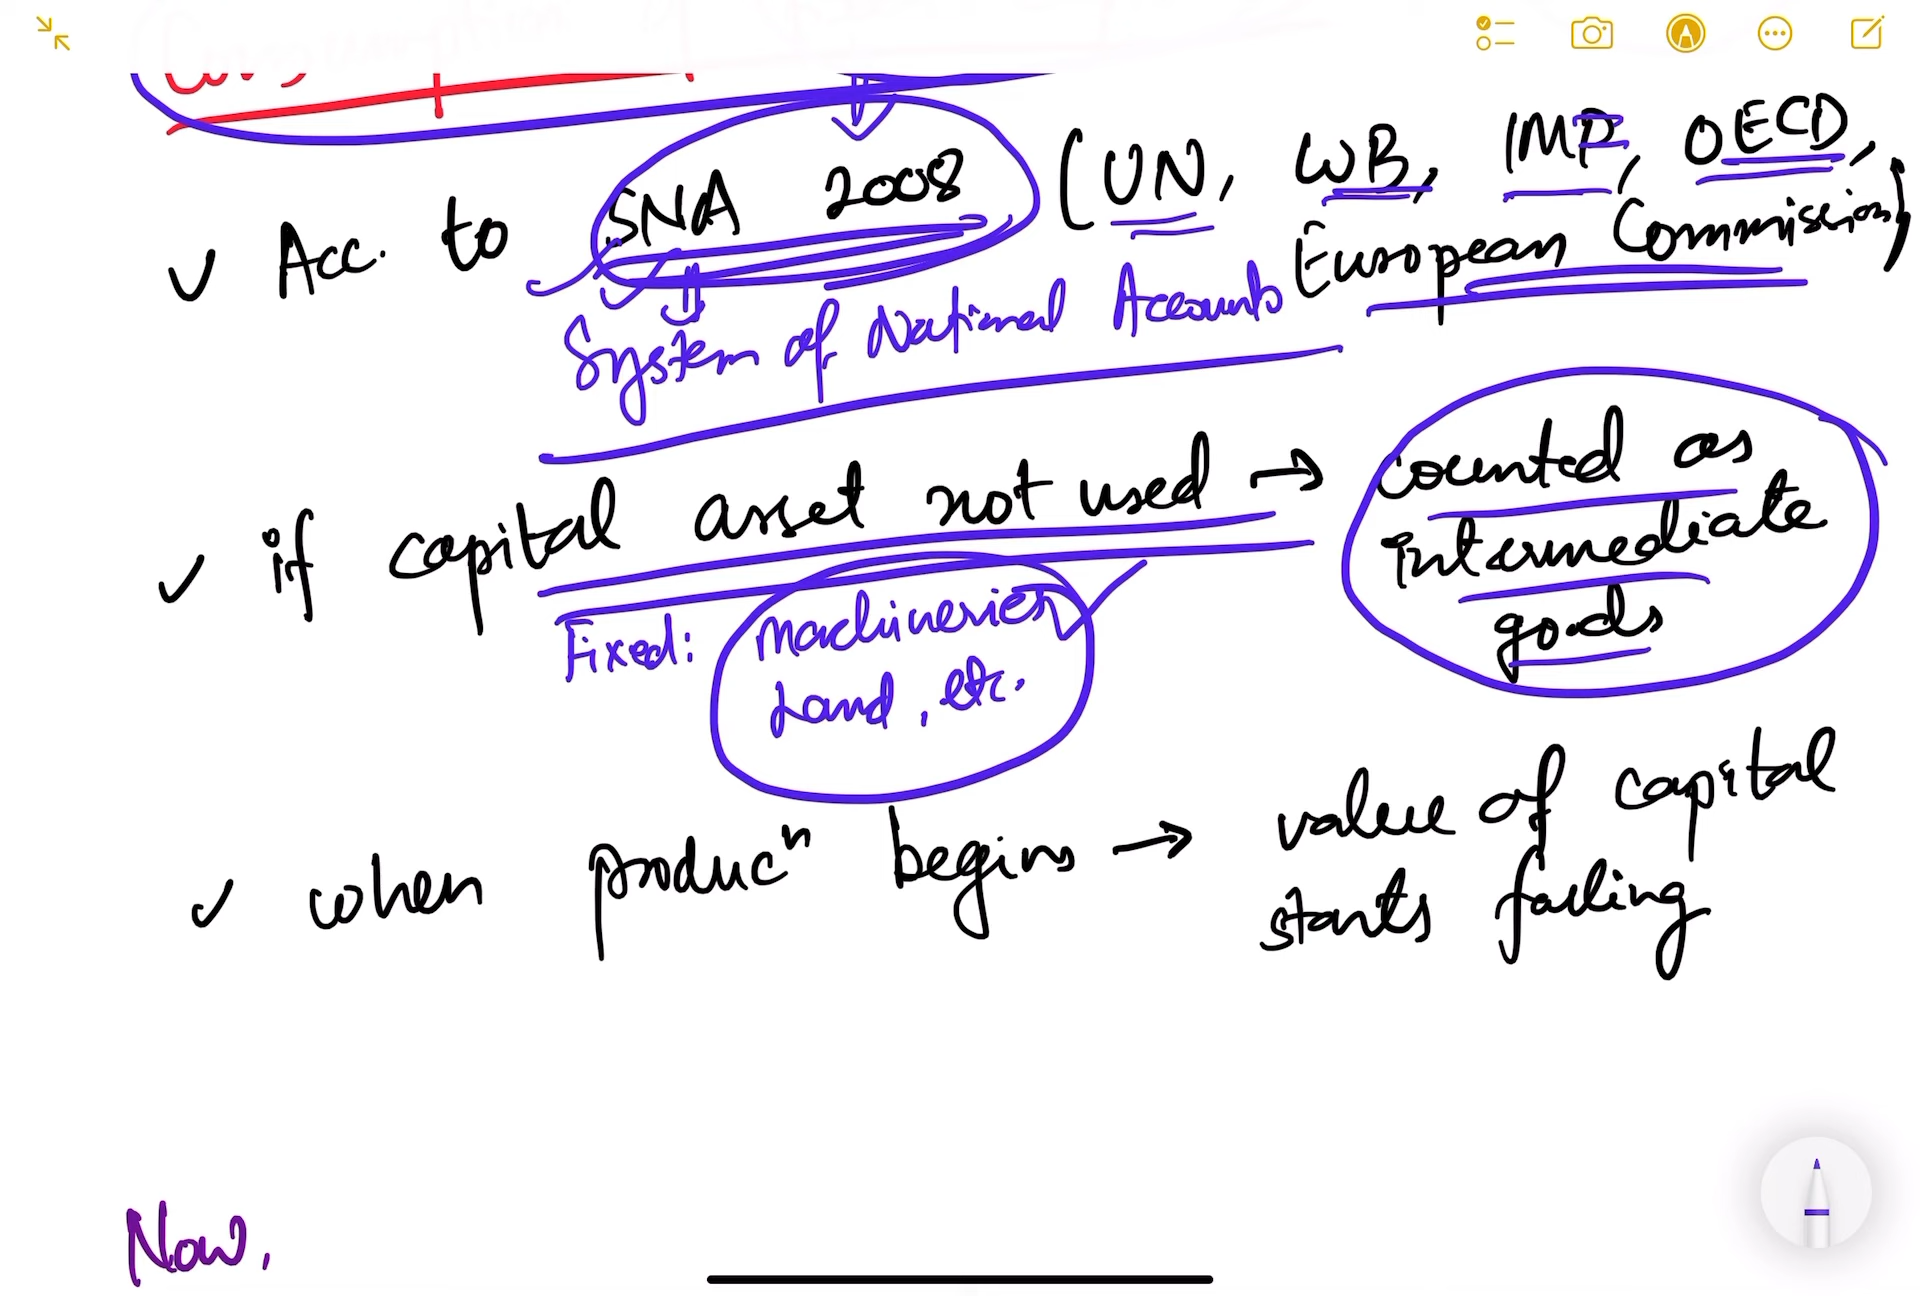 ✓ Acc. to SNA 2008 (UN, WB, IMF, OECD,
European Commission)
System of National Accounts
✓ if capital asset not used → counted as
intermediate
goods
Fixed: Machineries
Land, etc.
✓ when producⁿ begins → value of capital
starts falling
Now,